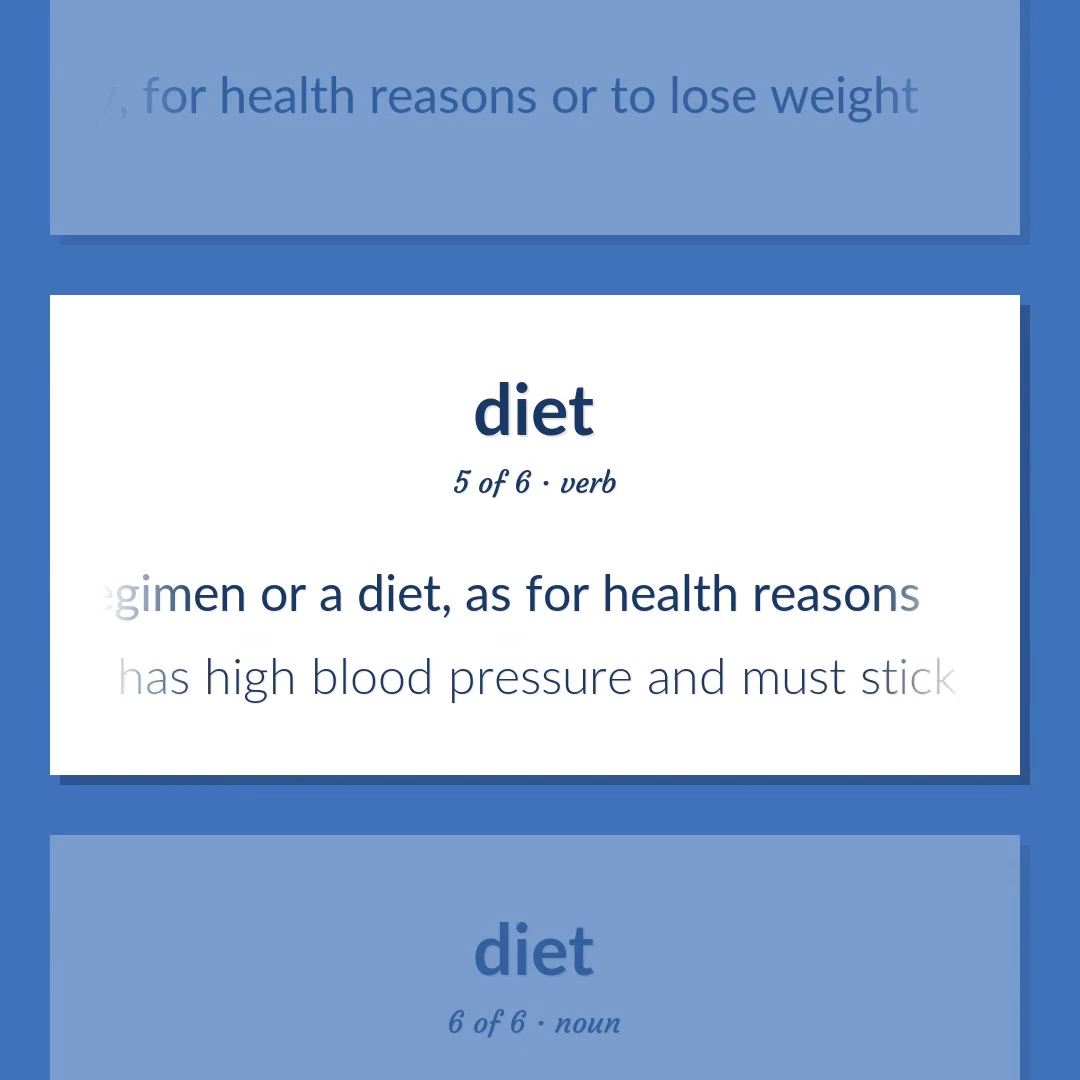 , for health reasons or to lose weight
diet
5 of 6 · verb
egimen or a diet, as for health reasons
has high blood pressure and must stick
diet
6 of 6 · noun